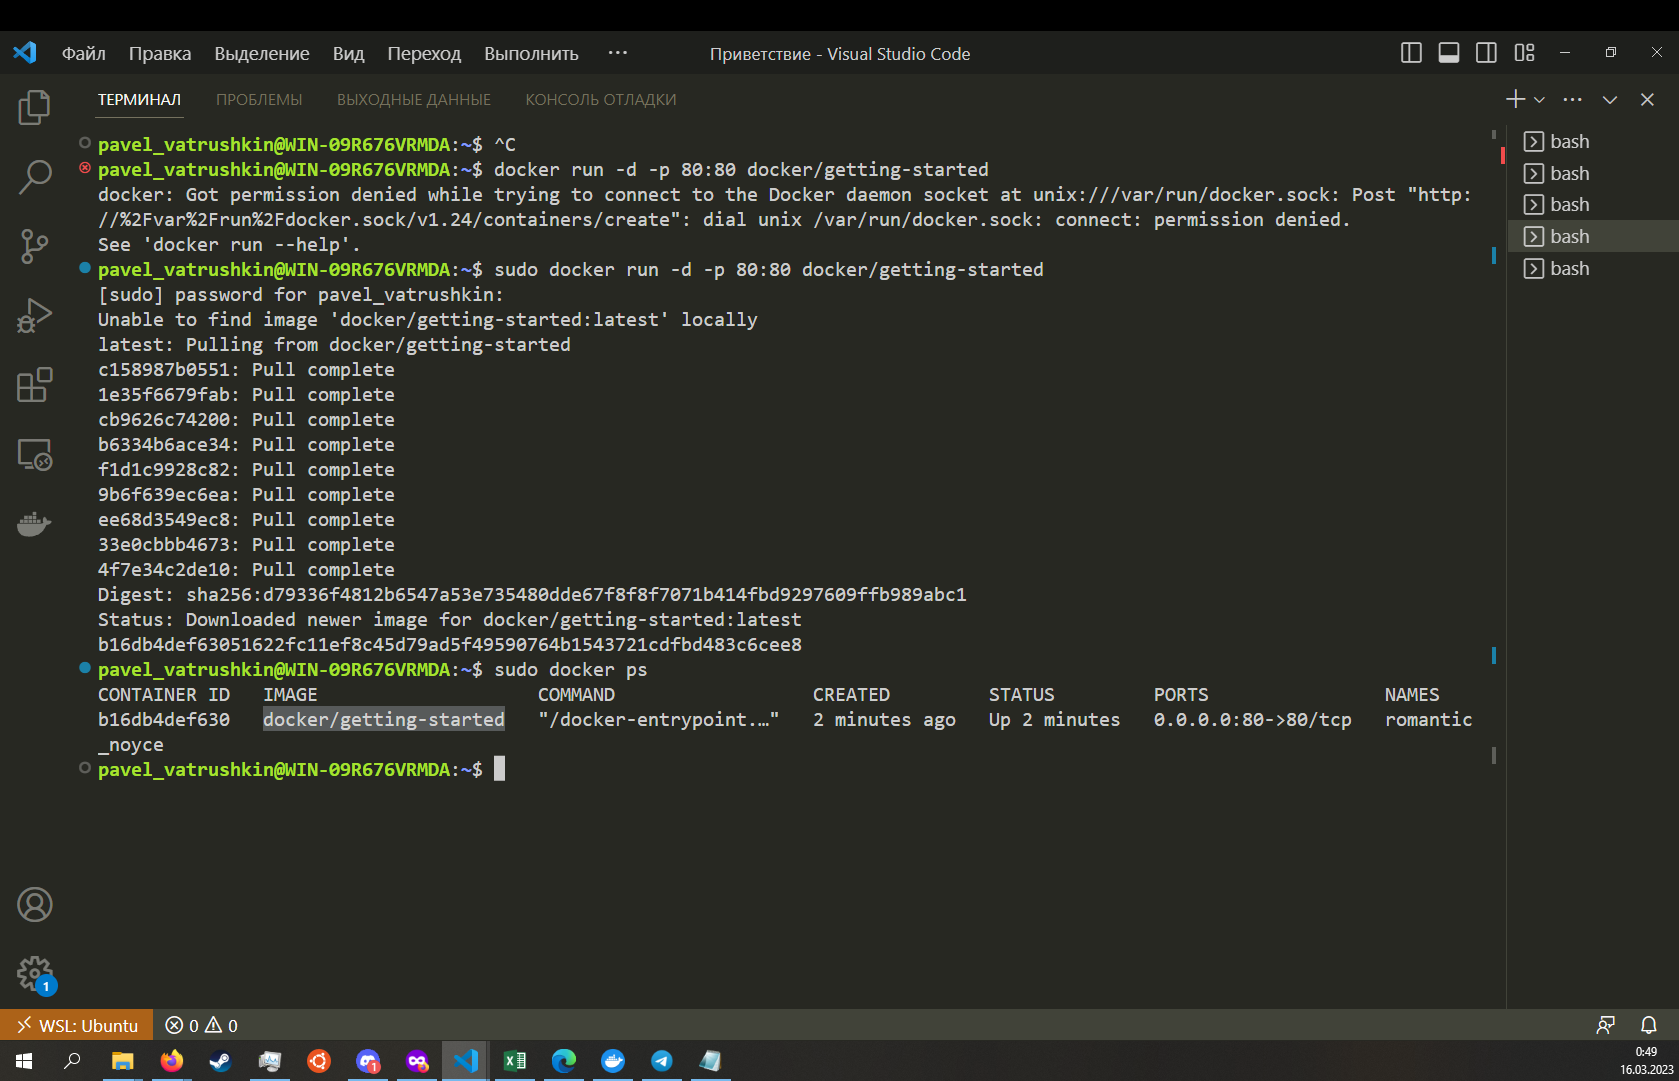 Файл Правка Выделение Вид Переход Выполнить ··· Приветствие - Visual Studio Code
ТЕРМИНАЛ ПРОБЛЕМЫ ВЫХОДНЫЕ ДАННЫЕ КОНСОЛЬ ОТЛАДКИ
pavel_vatrushkin@WIN-09R676VRMDA:~$ ^C
pavel_vatrushkin@WIN-09R676VRMDA:~$ docker run -d -p 80:80 docker/getting-started
docker: Got permission denied while trying to connect to the Docker daemon socket at unix:///var/run/docker.sock: Post "http:
//%2Fvar%2Frun%2Fdocker.sock/v1.24/containers/create": dial unix /var/run/docker.sock: connect: permission denied.
See 'docker run --help'.
pavel_vatrushkin@WIN-09R676VRMDA:~$ sudo docker run -d -p 80:80 docker/getting-started
[sudo] password for pavel_vatrushkin:
Unable to find image 'docker/getting-started:latest' locally
latest: Pulling from docker/getting-started
c158987b0551: Pull complete
1e35f6679fab: Pull complete
cb9626c74200: Pull complete
b6334b6ace34: Pull complete
f1d1c9928c82: Pull complete
9b6f639ec6ea: Pull complete
ee68d3549ec8: Pull complete
33e0cbbb4673: Pull complete
4f7e34c2de10: Pull complete
Digest: sha256:d79336f4812b6547a53e735480dde67f8f8f7071b414fbd9297609ffb989abc1
Status: Downloaded newer image for docker/getting-started:latest
b16db4def63051622fc11ef8c45d79ad5f49590764b1543721cdfbd483c6cee8
pavel_vatrushkin@WIN-09R676VRMDA:~$ sudo docker ps
CONTAINER ID IMAGE COMMAND CREATED STATUS PORTS NAMES
b16db4def630 docker/getting-started "/docker-entrypoint.…" 2 minutes ago Up 2 minutes 0.0.0.0:80->80/tcp romantic
_noyce
pavel_vatrushkin@WIN-09R676VRMDA:~$
bash
bash
bash
bash
bash
1
WSL: Ubuntu 0 0
1
0:49
16.03.2023